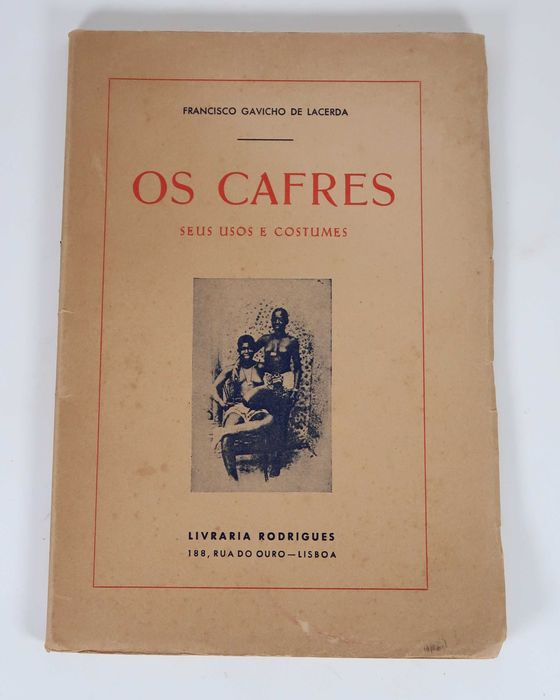 FRANCISCO GAVICHO DE LACERDA
OS CAFRES
SEUS USOS E COSTUMES
LIVRARIA RODRIGUES
188, RUA DO OURO — LISBOA